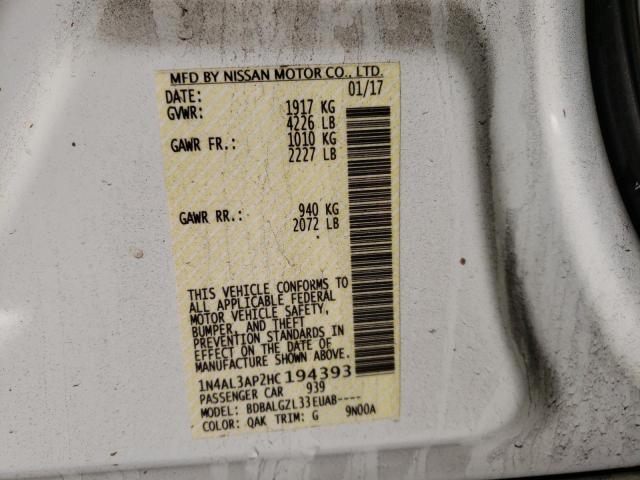 MFD BY NISSAN MOTOR CO., LTD.
DATE: 01/17
GVWR: 1917 KG
4226 LB
GAWR FR.: 1010 KG
2227 LB
GAWR RR.: 940 KG
2072 LB
THIS VEHICLE CONFORMS TO
ALL APPLICABLE FEDERAL
MOTOR VEHICLE SAFETY,
BUMPER, AND THEFT
PREVENTION STANDARDS IN
EFFECT ON THE DATE OF
MANUFACTURE SHOWN ABOVE.
1N4AL3AP2HC194393
PASSENGER CAR 939
MODEL: BDBALGZL33EUAB----
COLOR: QAK TRIM: G 9N00A